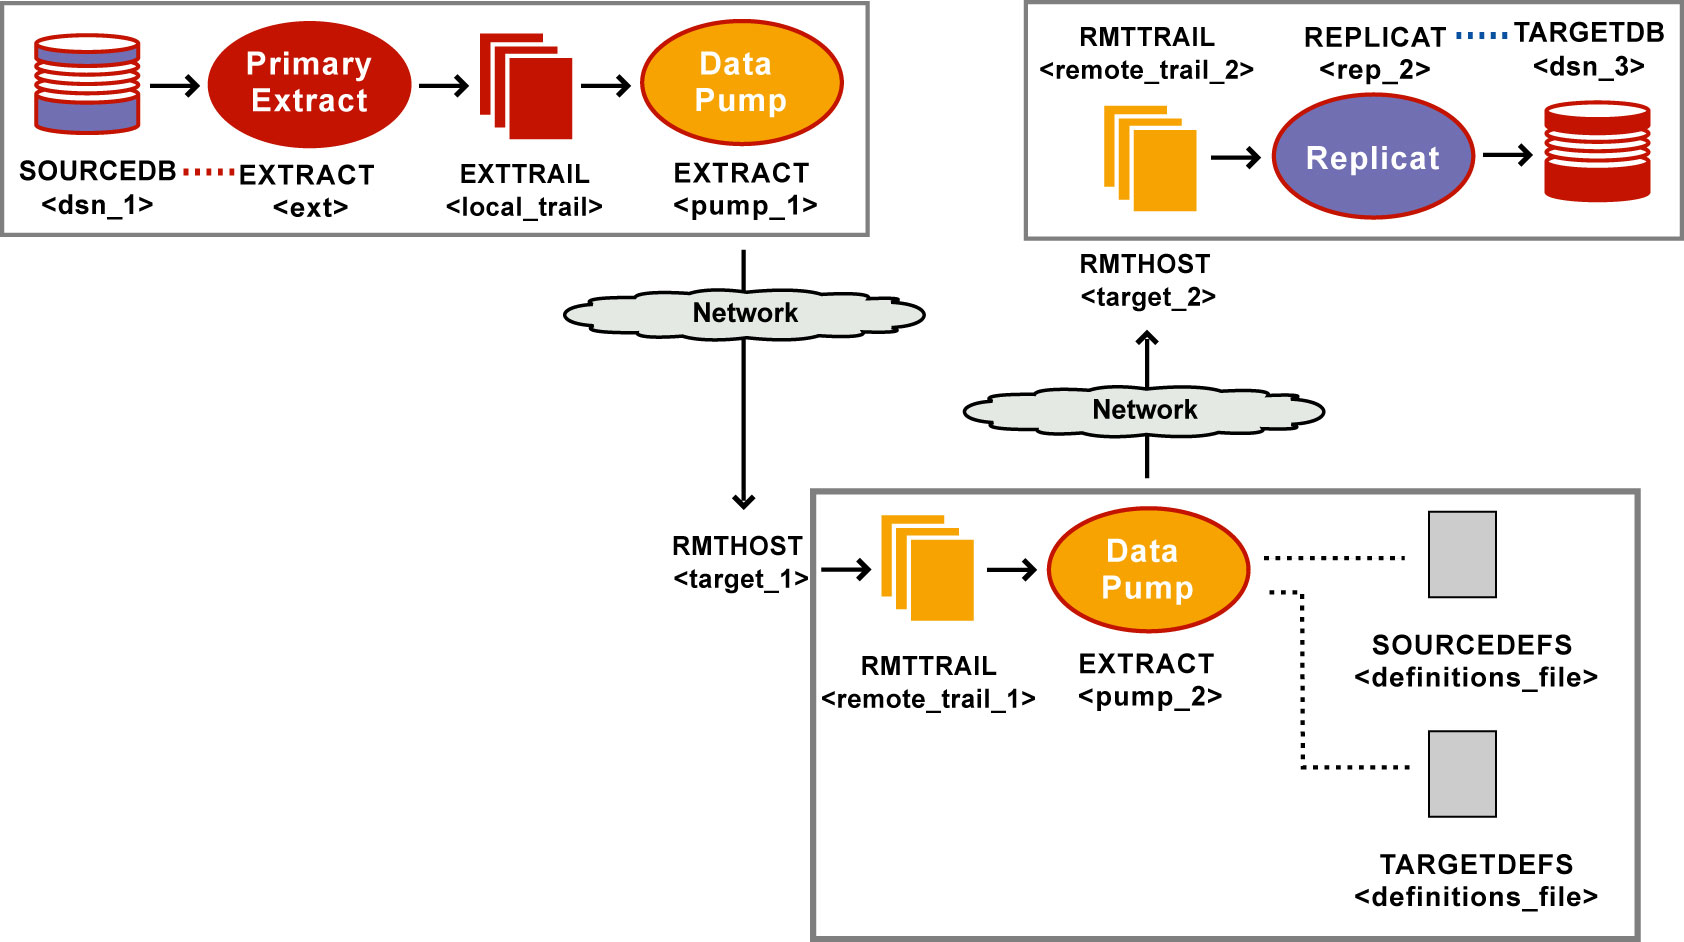 Primary
Extract
Data
Pump
SOURCEDB
<dsn_1>
EXTRACT
<ext>
EXTTRAIL
<local_trail>
EXTRACT
<pump_1>
RMTTRAIL
<remote_trail_2>
REPLICAT
<rep_2>
TARGETDB
<dsn_3>
Replicat
RMTHOST
<target_2>
Network
Network
RMTHOST
<target_1>
Data
Pump
RMTTRAIL
<remote_trail_1>
EXTRACT
<pump_2>
SOURCEDEFS
<definitions_file>
TARGETDEFS
<definitions_file>